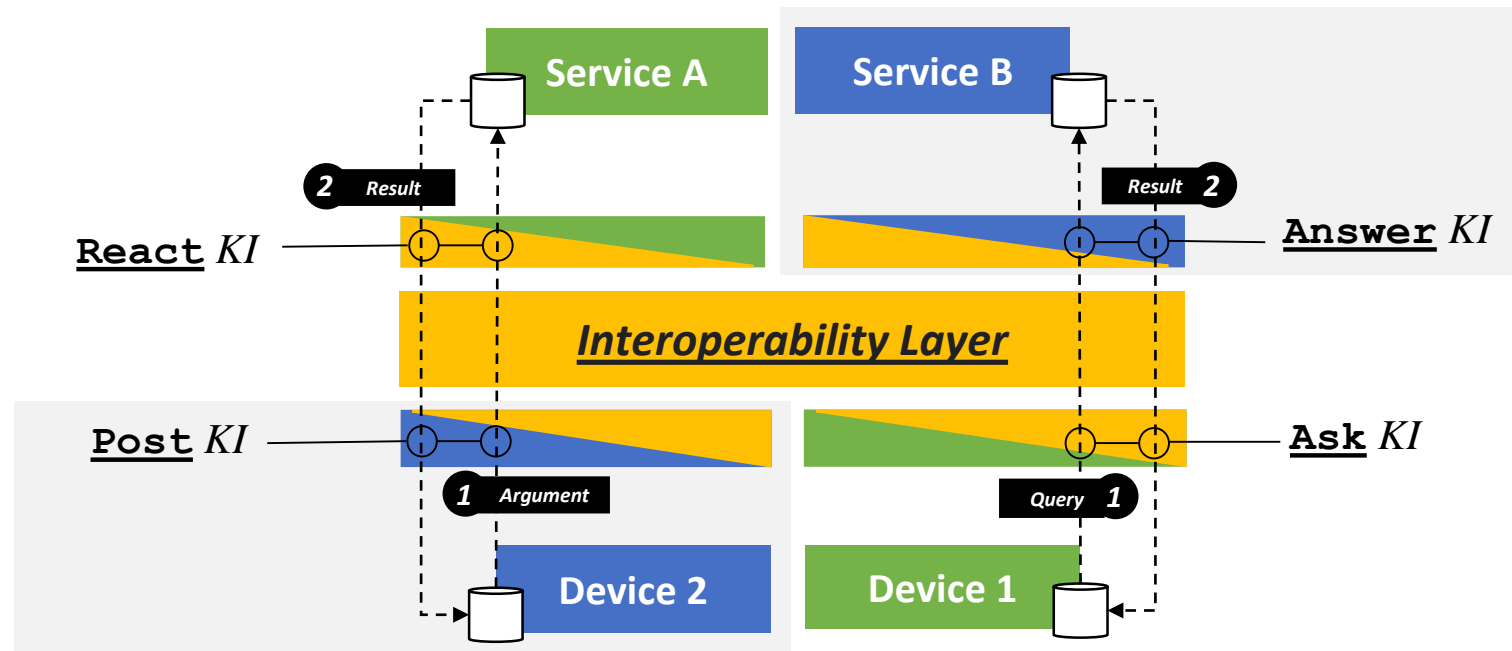 Service A
Service B
2 Result
Result 2
React KI
Answer KI
Interoperability Layer
Post KI
Ask KI
1 Argument
Query 1
Device 2
Device 1